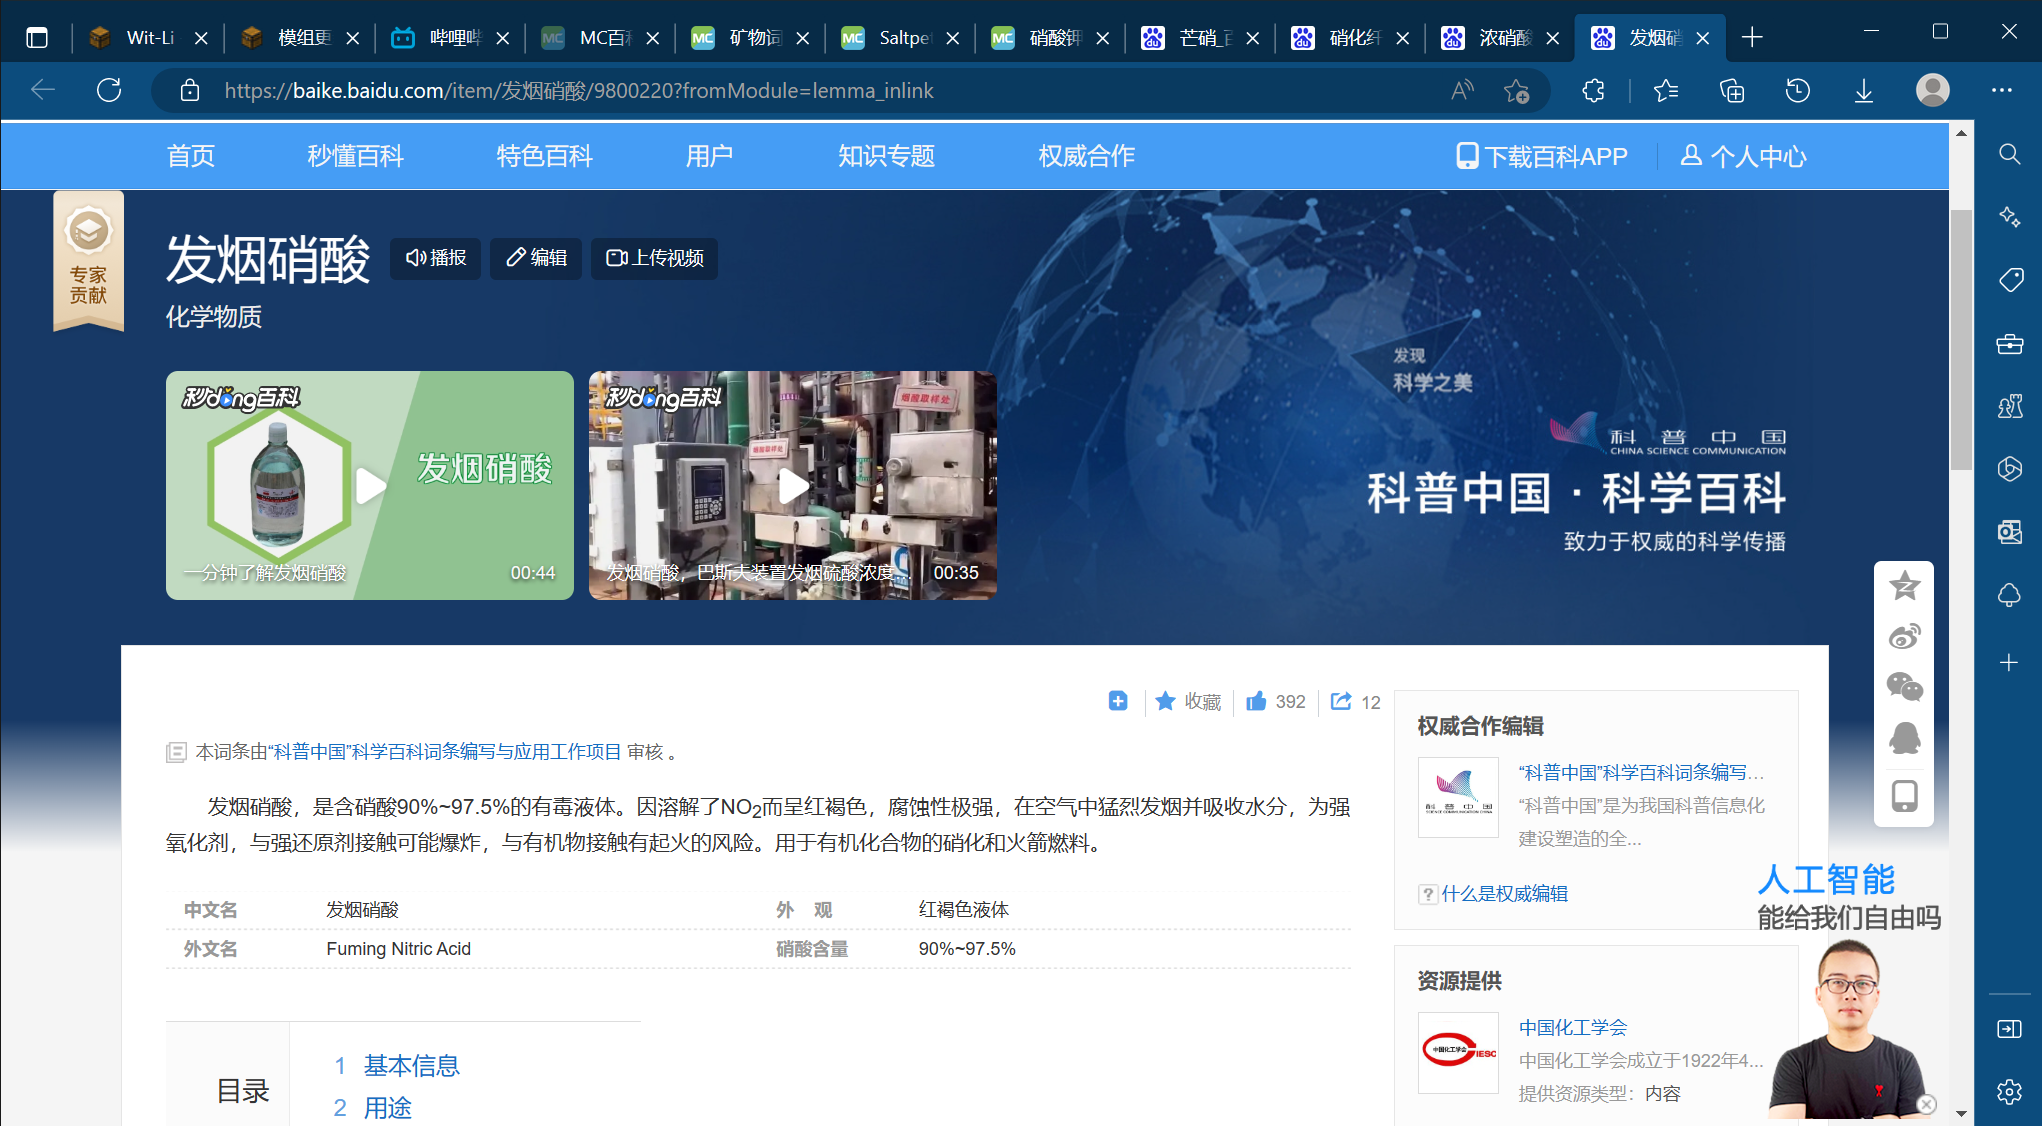 Wit-Li
模组更
哔哩哔
MC百科
矿物词
Saltpe
硝酸钾
芒硝_百
硝化纤
浓硝酸
发烟硝
https://baike.baidu.com/item/发烟硝酸/9800220?fromModule=lemma_inlink
首页
秒懂百科
特色百科
用户
知识专题
权威合作
下载百科APP
个人中心
专家
贡献
发烟硝酸
播报
编辑
上传视频
化学物质
秒dong百科
发烟硝酸
一分钟了解发烟硝酸
00:44
秒dong百科
烟酸取样处
发烟硝酸，巴斯夫装置发烟硫酸浓度...
00:35
发现
科学之美
科普中国
CHINA SCIENCE COMMUNICATION
科普中国·科学百科
致力于权威的科学传播
收藏
392
12
本词条由“科普中国”科学百科词条编写与应用工作项目 审核 。
发烟硝酸，是含硝酸90%~97.5%的有毒液体。因溶解了NO2而呈红褐色，腐蚀性极强，在空气中猛烈发烟并吸收水分，为强
氧化剂，与强还原剂接触可能爆炸，与有机物接触有起火的风险。用于有机化合物的硝化和火箭燃料。
中文名
发烟硝酸
外 观
红褐色液体
外文名
Fuming Nitric Acid
硝酸含量
90%~97.5%
目录
1 基本信息
2 用途
权威合作编辑
“科普中国”科学百科词条编写...
“科普中国”是为我国科普信息化
建设塑造的全...
什么是权威编辑
资源提供
中国化工学会
中国化工学会成立于1922年4...
提供资源类型：内容
人工智能
能给我们自由吗